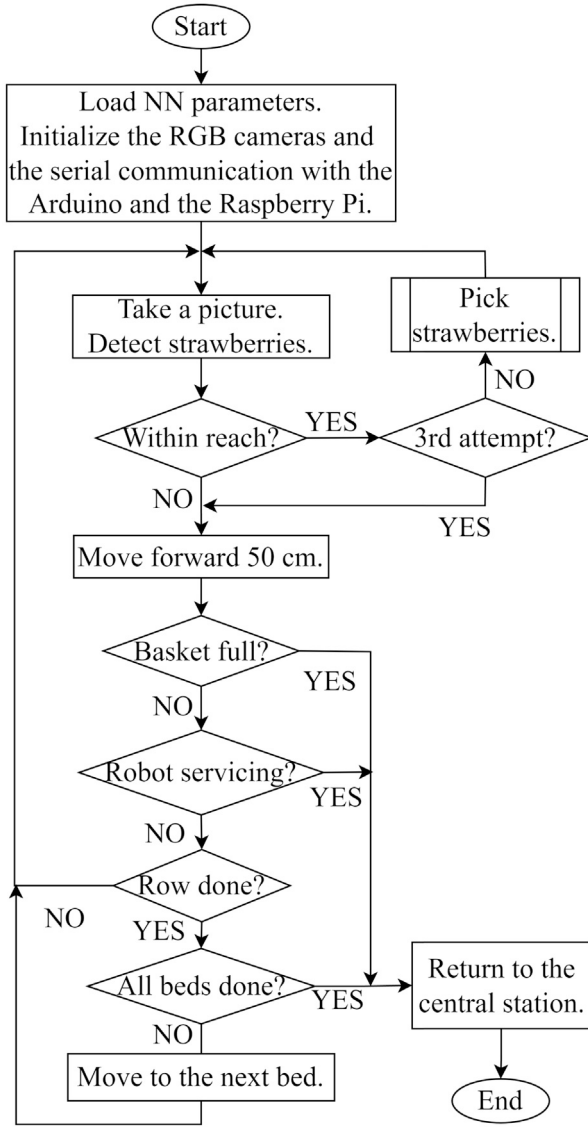 Start
Load NN parameters.
Initialize the RGB cameras and
the serial communication with the
Arduino and the Raspberry Pi.
Take a picture.
Detect strawberries.
Pick
strawberries.
NO
Within reach?
YES
3rd attempt?
NO
YES
Move forward 50 cm.
Basket full?
YES
NO
Robot servicing?
YES
NO
Row done?
NO
YES
All beds done?
YES
Return to the
central station.
NO
Move to the next bed.
End